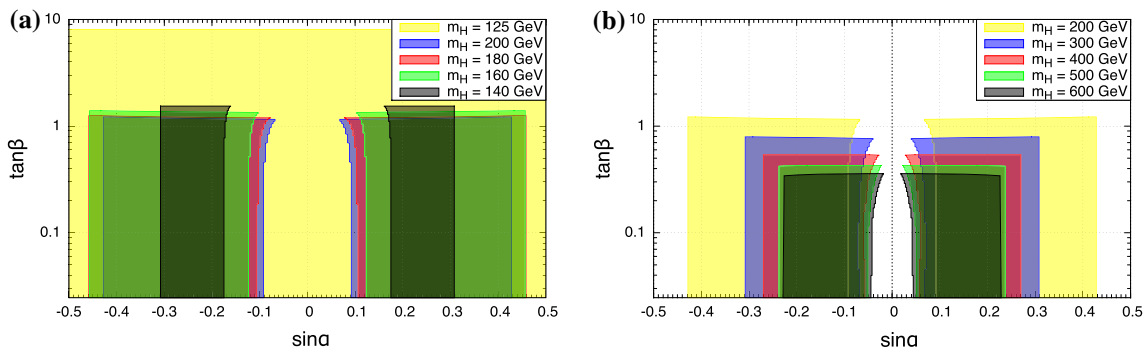 (a)
tanβ
10
1
0.1
m_H = 125 GeV
m_H = 200 GeV
m_H = 180 GeV
m_H = 160 GeV
m_H = 140 GeV
-0.5 -0.4 -0.3 -0.2 -0.1 0 0.1 0.2 0.3 0.4 0.5
sinα
(b)
tanβ
10
1
0.1
m_H = 200 GeV
m_H = 300 GeV
m_H = 400 GeV
m_H = 500 GeV
m_H = 600 GeV
-0.5 -0.4 -0.3 -0.2 -0.1 0 0.1 0.2 0.3 0.4 0.5
sinα